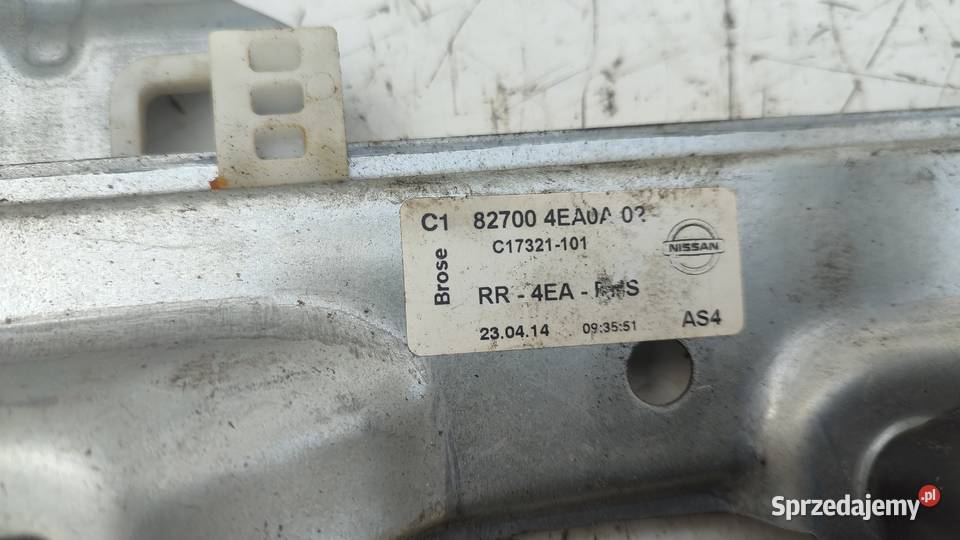 C1 82700 4EA0A
C17321-101
NISSAN
Brose
RR - 4EA -
23.04.14 09:35:51 AS4
Sprzedajemy.pl